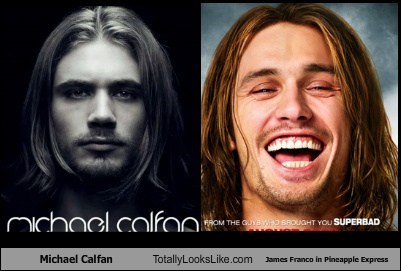 michael calfan
FROM THE GUYS WHO BROUGHT YOU SUPERBAD
Michael Calfan
TotallyLooksLike.com
James Franco in Pineapple Express